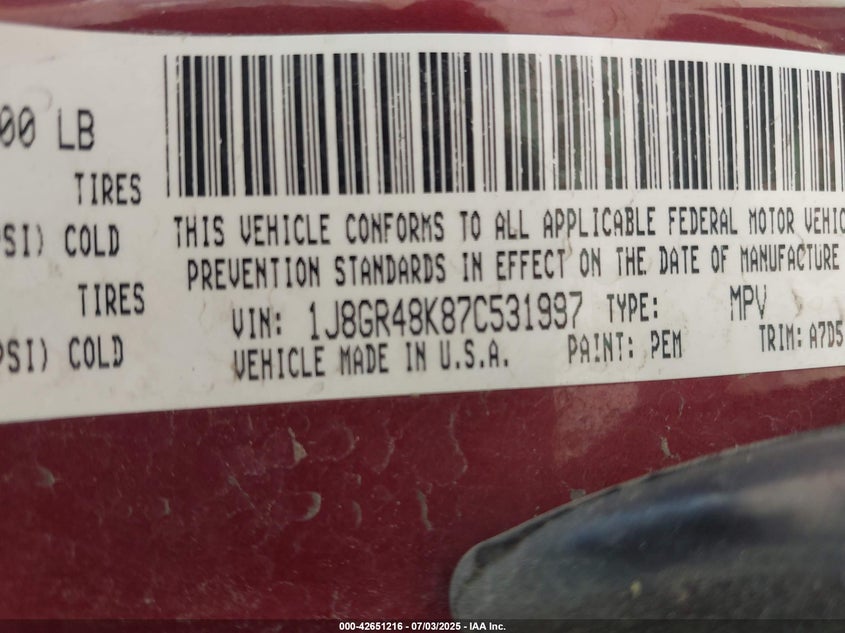 00 LB
TIRES
PSI) COLD
TIRES
PSI) COLD
THIS VEHICLE CONFORMS TO ALL APPLICABLE FEDERAL MOTOR VEHIC
PREVENTION STANDARDS IN EFFECT ON THE DATE OF MANUFACTURE
VIN: 1J8GR48K87C531997 TYPE: MPV
VEHICLE MADE IN U.S.A. PAINT: PEM TRIM: A7D5
000-42651216 - 07/03/2025 - IAA Inc.